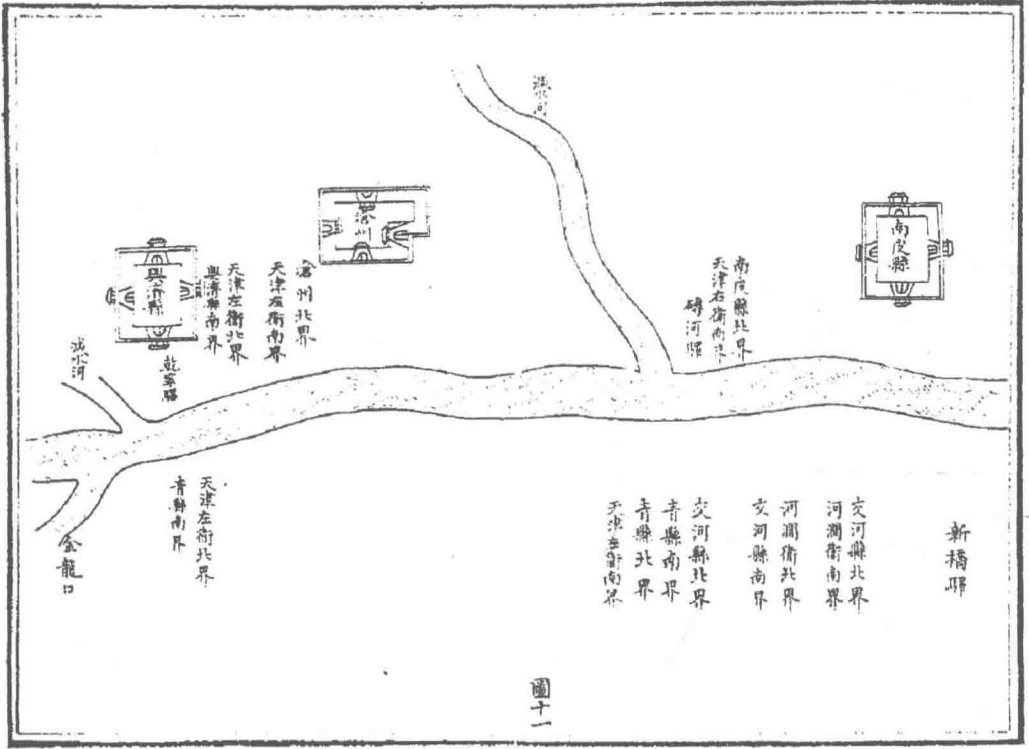 南皮縣
南皮縣北界
天津右衛南界
磚河驛
滄州
滄州北界
天津左衛南界
天津左衛北界
興濟縣南界
興濟縣
乾寧驛
減水河
新橋驛
交河縣北界
河澗衛南界
河澗衛北界
交河縣南界
交河縣北界
青縣南界
青縣北界
天津左衛南界
天津左衛北界
青縣南界
金龍口
圖十一